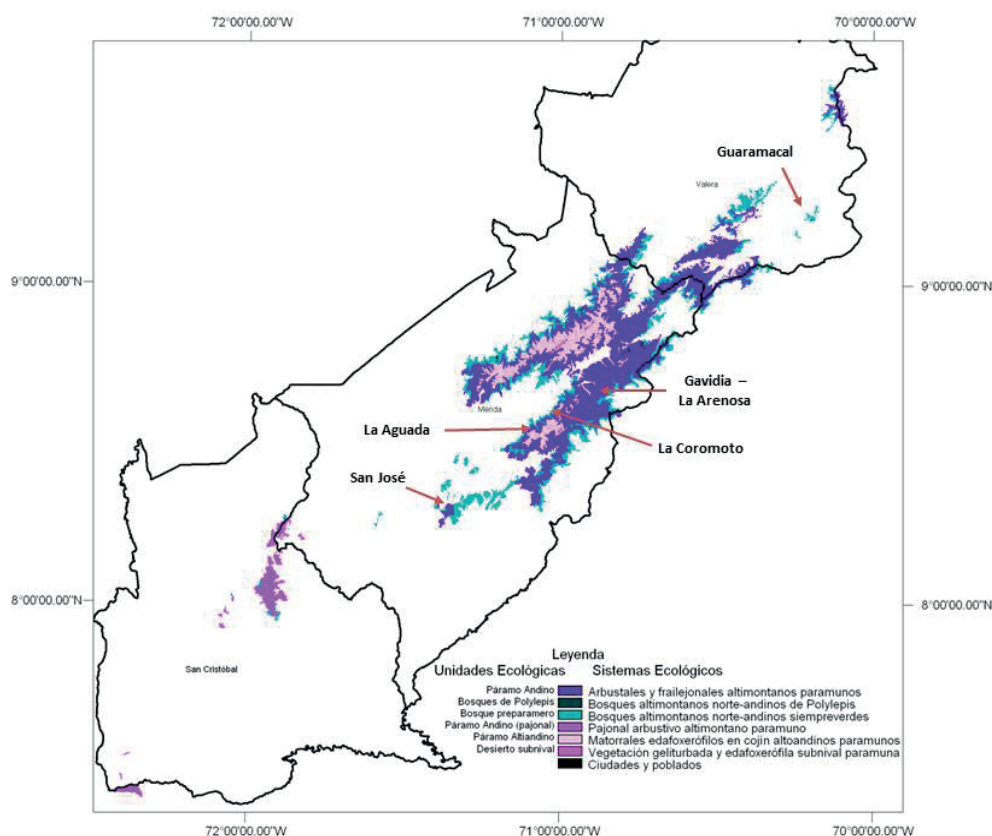 72°00'00.00"W 71°00'00.00"W 70°00'00.00"W
Guaramacal
Valera
9°00'00.00"N 9°00'00.00"N
Gavidia –
La Arenosa
Mérida
La Aguada
La Coromoto
San José
8°00'00.00"N 8°00'00.00"N
San Cristóbal
Leyenda
Unidades Ecológicas Sistemas Ecológicos
Páramo Andino Arbustales y frailejonales altimontanos paramunos
Bosques de Polylepis Bosques altimontanos norte-andinos de Polylepis
Bosque preparamero Bosques altimontanos norte-andinos siempreverdes
Páramo Andino (pajonal) Pajonal arbustivo altimontano paramuno
Páramo Altiandino Matorrales edafoxerófilos en cojin altoandinos paramunos
Desierto subnival Vegetación geliturbada y edafoxerófila subnival paramuna
Ciudades y poblados
72°00'00.00"W 71°00'00.00"W 70°00'00.00"W